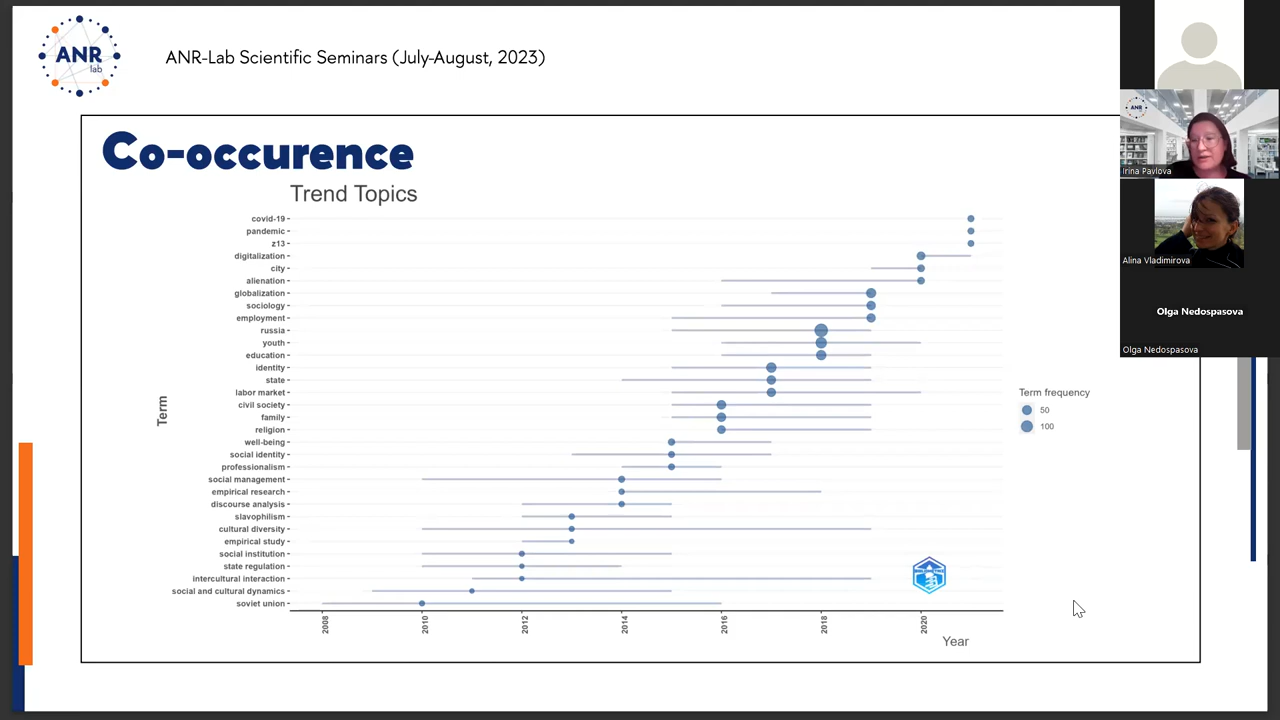 ANR
lab
ANR-Lab Scientific Seminars (July-August, 2023)
Co-occurence
Trend Topics
covid-19
pandemic
z13
digitalization
city
alienation
globalization
sociology
employment
russia
youth
education
identity
state
labor market
civil society
family
religion
well-being
social identity
professionalism
social management
empirical research
discourse analysis
slavophilism
cultural diversity
empirical study
social institution
state regulation
intercultural interaction
social and cultural dynamics
soviet union
Term
2008
2010
2012
2014
2016
2018
2020
Year
Term frequency
50
100
ANR
Irina Pavlova
Alina Vladimirova
Olga Nedospasova
Olga Nedospasova